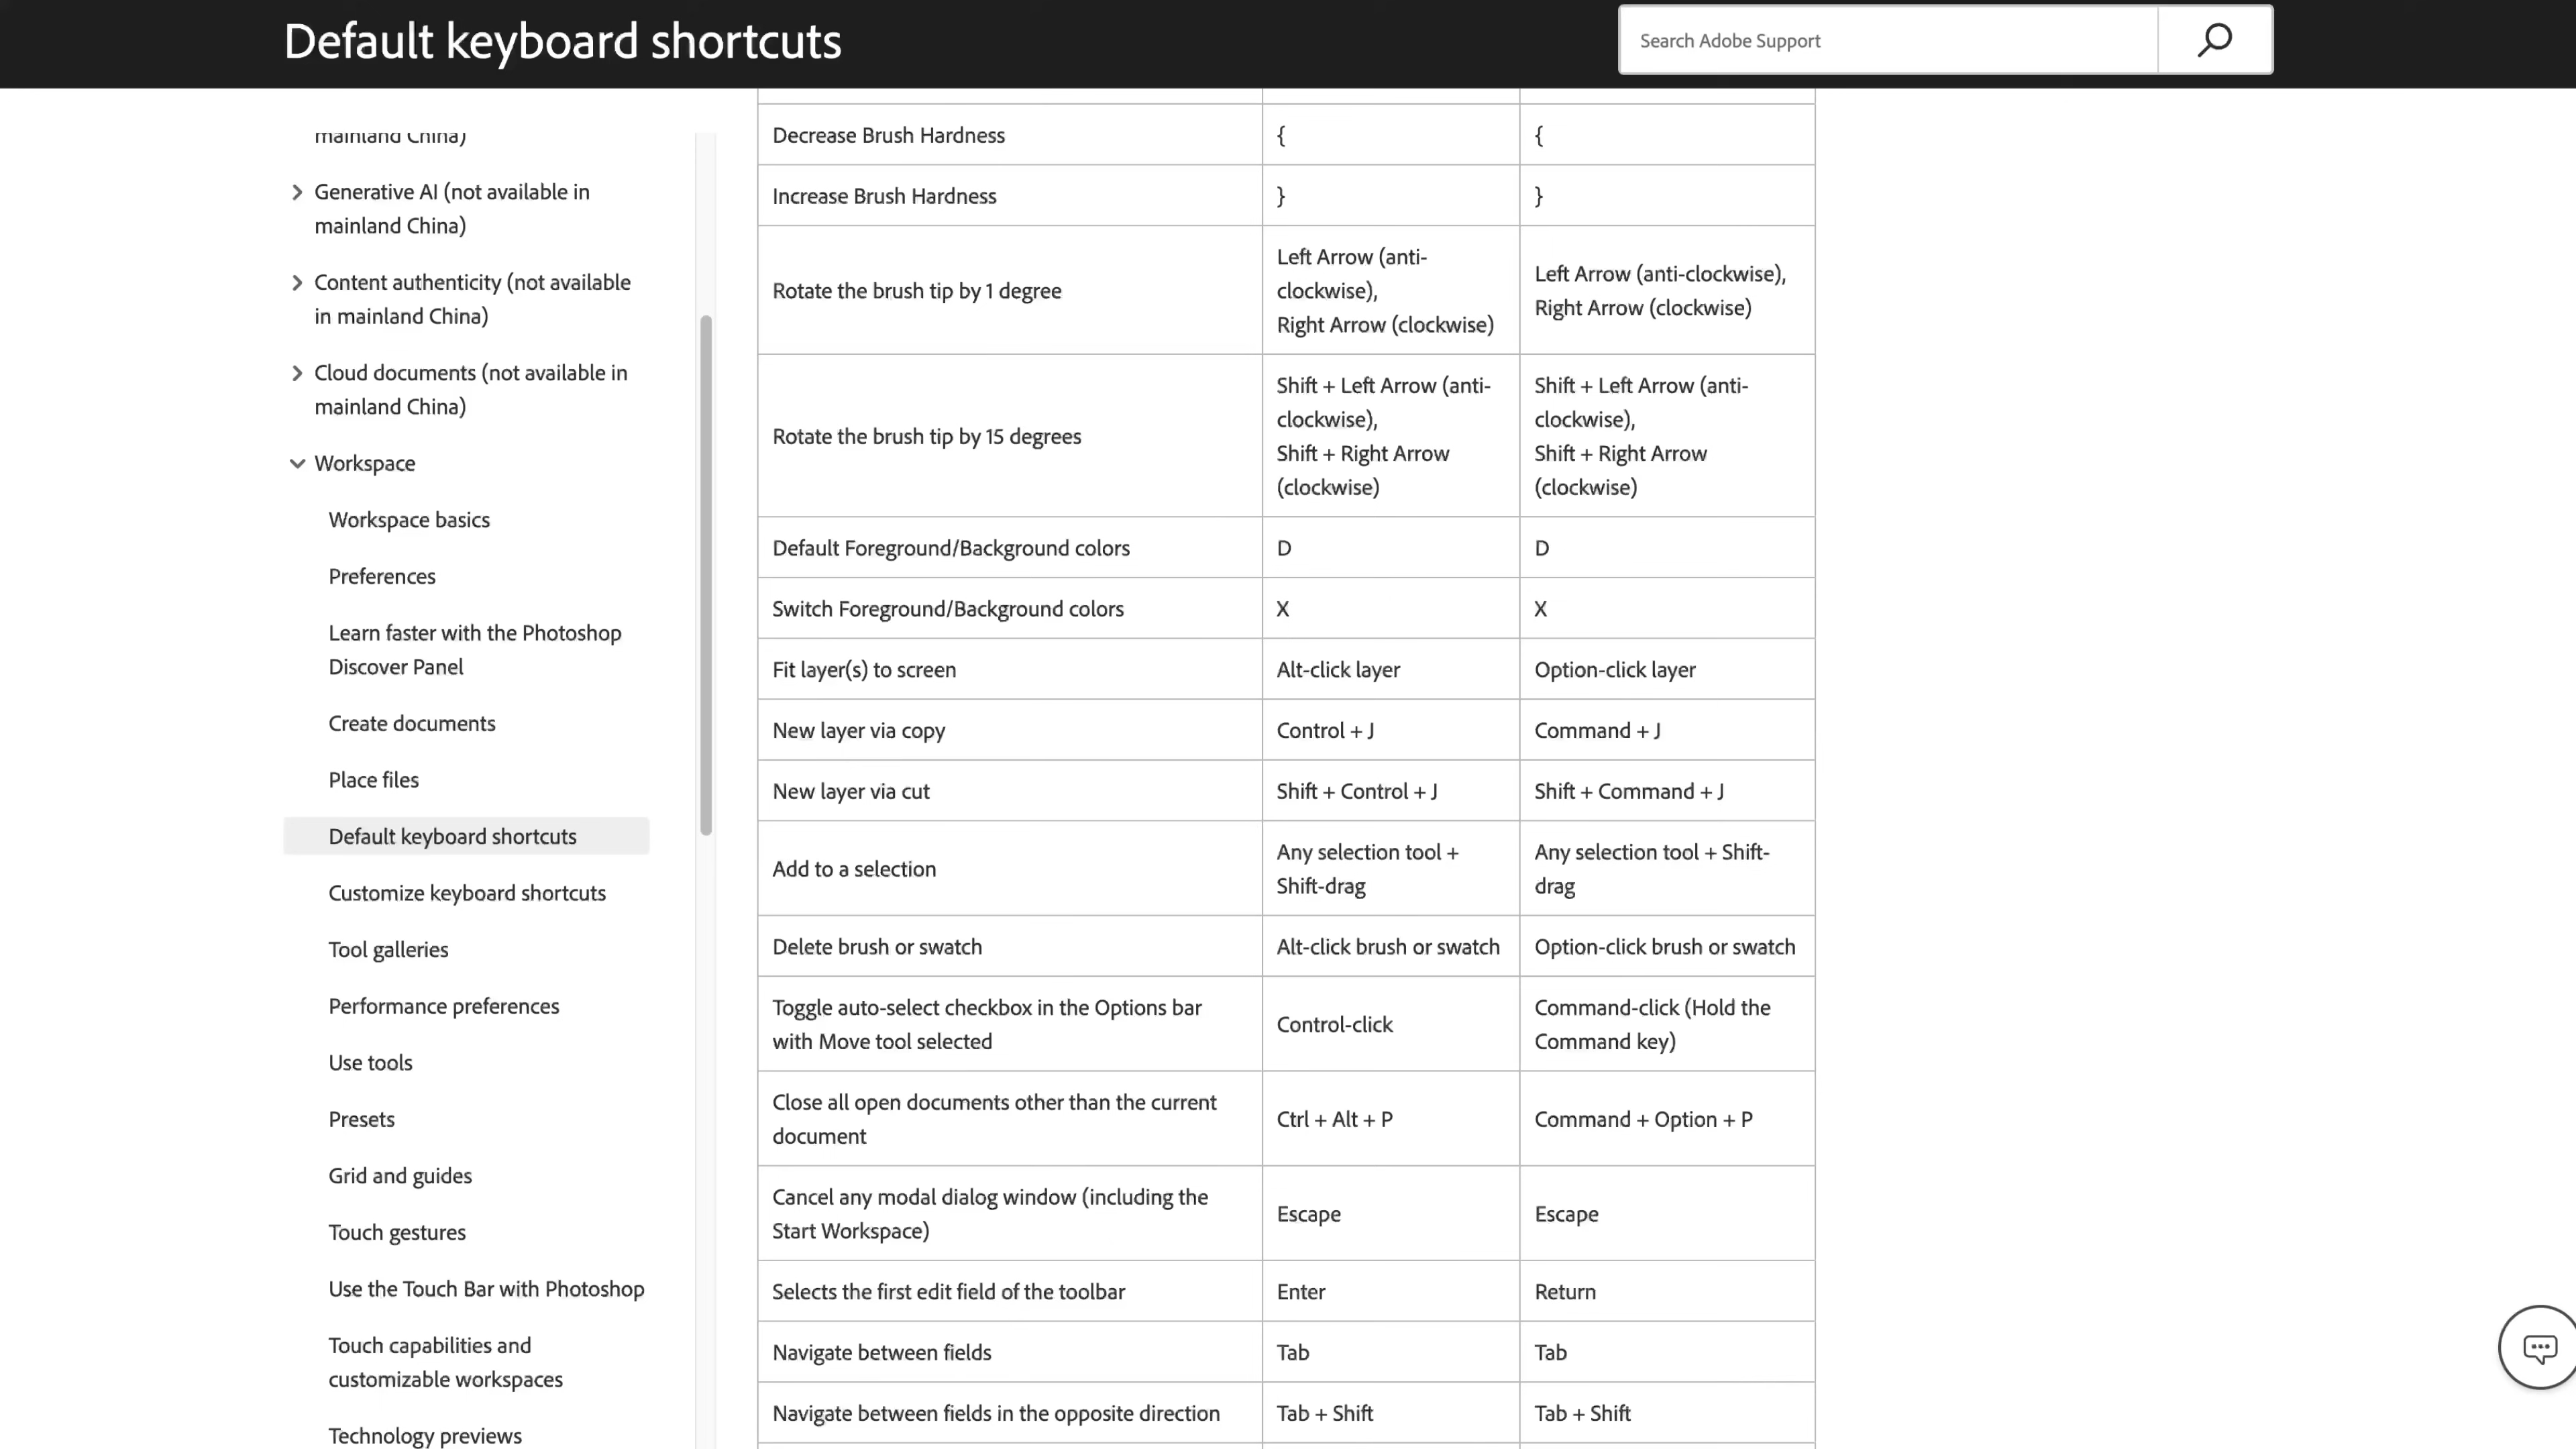 Default keyboard shortcuts
Search Adobe Support
mainland China)
Generative AI (not available in
mainland China)
Content authenticity (not available
in mainland China)
Cloud documents (not available in
mainland China)
Workspace
Workspace basics
Preferences
Learn faster with the Photoshop
Discover Panel
Create documents
Place files
Default keyboard shortcuts
Customize keyboard shortcuts
Tool galleries
Performance preferences
Use tools
Presets
Grid and guides
Touch gestures
Use the Touch Bar with Photoshop
Touch capabilities and
customizable workspaces
Technology previews
Decrease Brush Hardness
{
{
Increase Brush Hardness
}
}
Rotate the brush tip by 1 degree
Left Arrow (anti-
clockwise),
Right Arrow (clockwise)
Left Arrow (anti-clockwise),
Right Arrow (clockwise)
Rotate the brush tip by 15 degrees
Shift + Left Arrow (anti-
clockwise),
Shift + Right Arrow
(clockwise)
Shift + Left Arrow (anti-
clockwise),
Shift + Right Arrow
(clockwise)
Default Foreground/Background colors
D
D
Switch Foreground/Background colors
X
X
Fit layer(s) to screen
Alt-click layer
Option-click layer
New layer via copy
Control + J
Command + J
New layer via cut
Shift + Control + J
Shift + Command + J
Add to a selection
Any selection tool +
Shift-drag
Any selection tool + Shift-
drag
Delete brush or swatch
Alt-click brush or swatch
Option-click brush or swatch
Toggle auto-select checkbox in the Options bar
with Move tool selected
Control-click
Command-click (Hold the
Command key)
Close all open documents other than the current
document
Ctrl + Alt + P
Command + Option + P
Cancel any modal dialog window (including the
Start Workspace)
Escape
Escape
Selects the first edit field of the toolbar
Enter
Return
Navigate between fields
Tab
Tab
Navigate between fields in the opposite direction
Tab + Shift
Tab + Shift